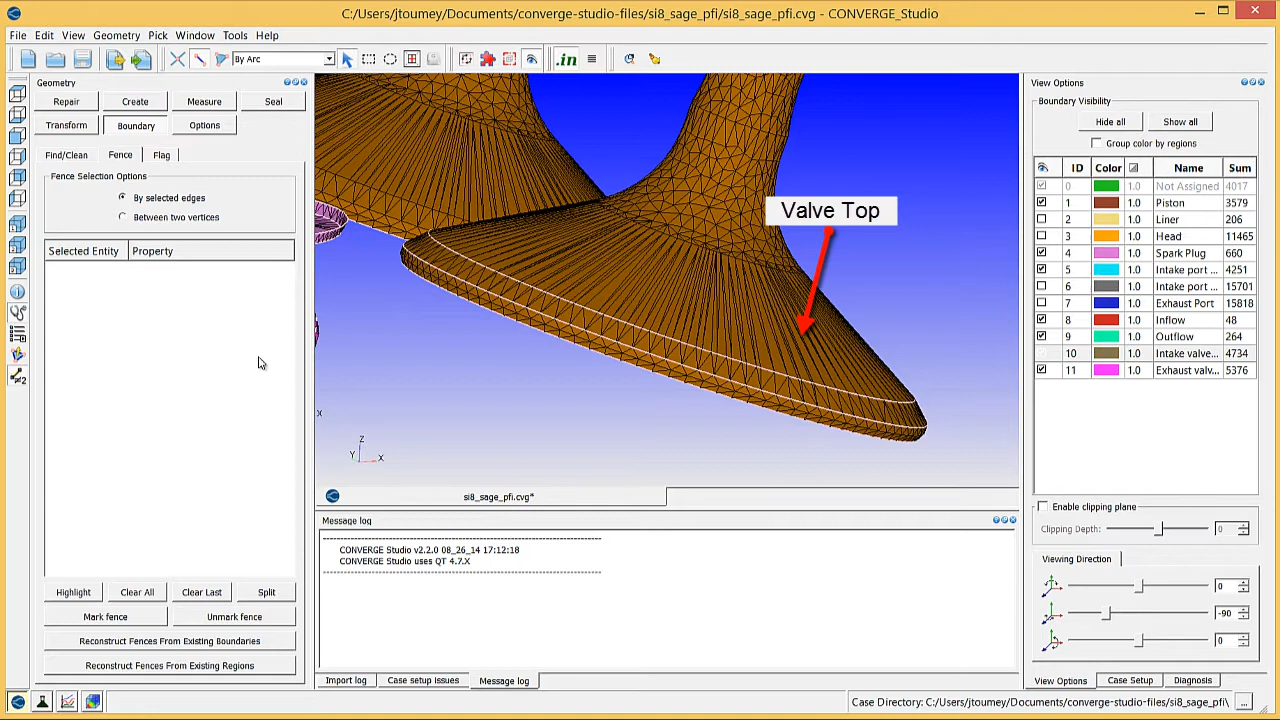 C:/Users/jtoumey/Documents/converge-studio-files/si8_sage_pfi/si8_sage_pfi.cvg - CONVERGE_Studio
File Edit View Geometry Pick Window Tools Help
By Arc
.in
Geometry
Repair Create Measure Seal
Transform Boundary Options
Find/Clean Fence Flag
Fence Selection Options
By selected edges
Between two vertices
Selected Entity Property
Highlight Clear All Clear Last Split
Mark fence Unmark fence
Reconstruct Fences From Existing Boundaries
Reconstruct Fences From Existing Regions
Valve Top
X
Z
Y X
si8_sage_pfi.cvg*
Message log
CONVERGE Studio v2.2.0 08_26_14 17:12:18
CONVERGE Studio uses QT 4.7.X
Import log Case setup issues Message log
View Options
Boundary Visibility
Hide all Show all
Group color by regions
ID Color Name Sum
0 1.0 Not Assigned 4017
1 1.0 Piston 3579
2 1.0 Liner 206
3 1.0 Head 11465
4 1.0 Spark Plug 660
5 1.0 Intake port ... 4251
6 1.0 Intake port ... 15701
7 1.0 Exhaust Port 15818
8 1.0 Inflow 48
9 1.0 Outflow 264
10 1.0 Intake valve... 4734
11 1.0 Exhaust valv... 5376
Enable clipping plane
Clipping Depth: 0
Viewing Direction
0
-90
0
View Options Case Setup Diagnosis
Case Directory: C:/Users/jtoumey/Documents/converge-studio-files/si8_sage_pfi\ ...